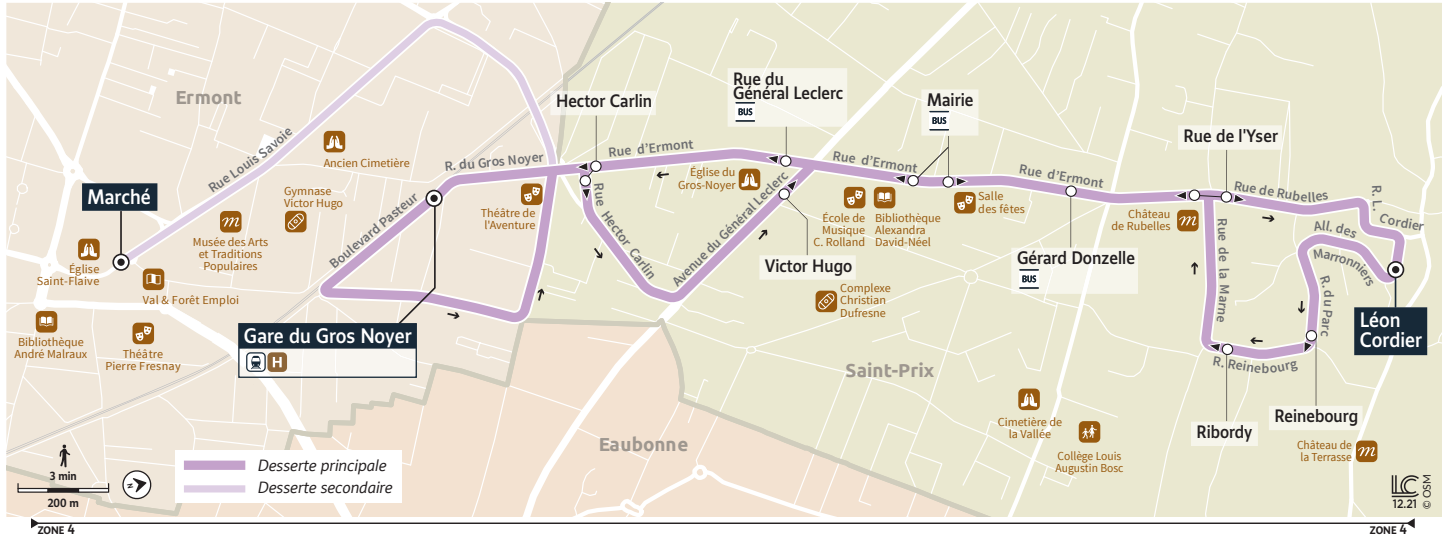 Ermont
Rue Louis Savoie
Ancien Cimetière
Gymnase
Victor Hugo
Marché
Musée des Arts
et Traditions
Populaires
Église
Saint-Flaive
Val & Forêt Emploi
Bibliothèque
André Malraux
Théâtre
Pierre Fresnay
Boulevard Pasteur
R. du Gros Noyer
Gare du Gros Noyer
H
Théâtre de
l'Aventure
Hector Carlin
Rue d'Ermont
Rue Hector Carlin
Église du
Gros-Noyer
Rue du
Général Leclerc
BUS
Avenue du Général Leclerc
Victor Hugo
Rue d'Ermont
École de
Musique
C. Rolland
Bibliothèque
Alexandra
David-Néel
Complexe
Christian
Dufresne
Mairie
BUS
Salle
des fêtes
Rue d'Ermont
Gérard Donzelle
BUS
Château
de Rubelles
Rue de l'Yser
Rue de Rubelles
R. L. Cordier
All. des Marronniers
R. du Parc
Rue de la Marne
R. Reinebourg
Léon
Cordier
Reinebourg
Ribordy
Saint-Prix
Eaubonne
Cimetière de
la Vallée
Collège Louis
Augustin Bosc
Château de
la Terrasse
3 min
200 m
N
Desserte principale
Desserte secondaire
LC
12.21
© OSM
ZONE 4
ZONE 4